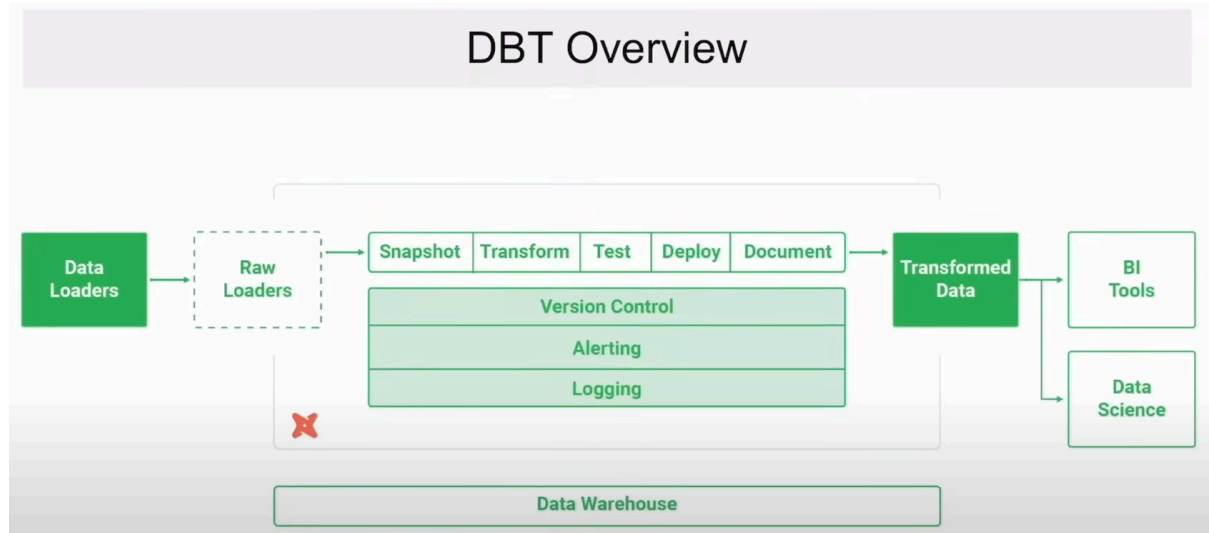 DBT Overview
Data
Loaders
Raw
Loaders
Snapshot Transform Test Deploy Document
Version Control
Alerting
Logging
Transformed
Data
BI
Tools
Data
Science
Data Warehouse